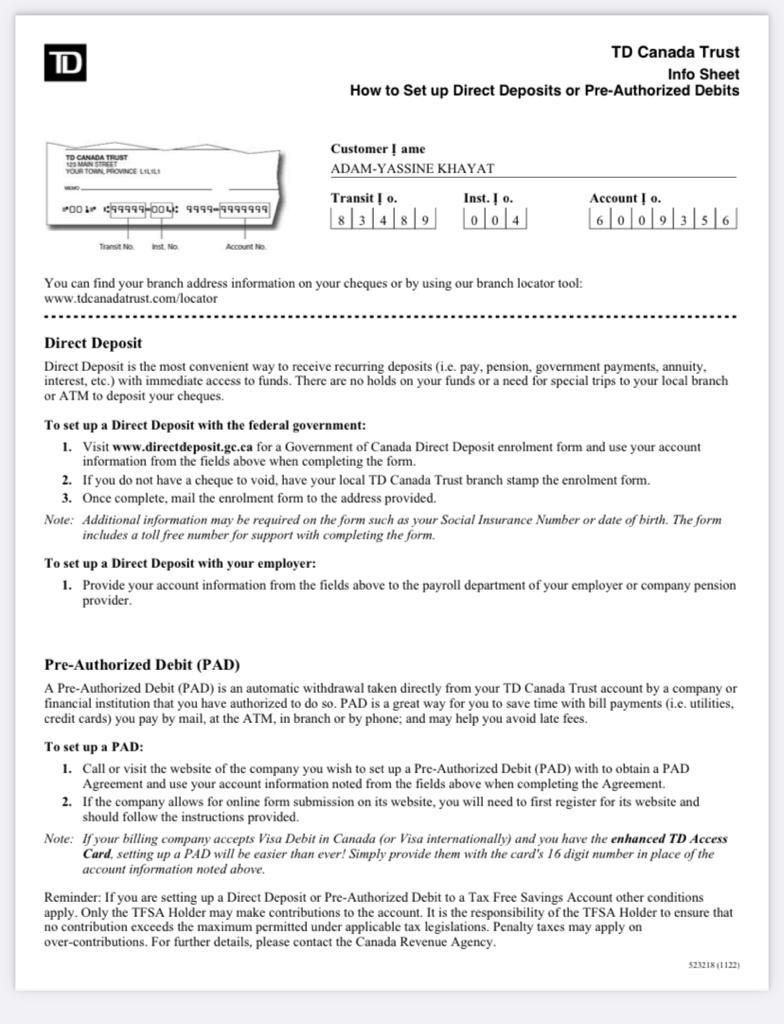 TD
TD Canada Trust
Info Sheet
How to Set up Direct Deposits or Pre-Authorized Debits
TD CANADA TRUST
123 MAIN STREET
YOUR TOWN, PROVINCE L1L1L1
MEMO
⑈001⑈ ⑆99999⑉004⑆ 9999⑉9999999
Transit No. Inst. No. Account No.
Customer Į ame
ADAM-YASSINE KHAYAT
Transit Į o. Inst. Į o. Account Į o.
8 3 4 8 9 0 0 4 6 0 0 9 3 5 6
You can find your branch address information on your cheques or by using our branch locator tool:
www.tdcanadatrust.com/locator
Direct Deposit
Direct Deposit is the most convenient way to receive recurring deposits (i.e. pay, pension, government payments, annuity,
interest, etc.) with immediate access to funds. There are no holds on your funds or a need for special trips to your local branch
or ATM to deposit your cheques.
To set up a Direct Deposit with the federal government:
1. Visit www.directdeposit.gc.ca for a Government of Canada Direct Deposit enrolment form and use your account
information from the fields above when completing the form.
2. If you do not have a cheque to void, have your local TD Canada Trust branch stamp the enrolment form.
3. Once complete, mail the enrolment form to the address provided.
Note: Additional information may be required on the form such as your Social Insurance Number or date of birth. The form
includes a toll free number for support with completing the form.
To set up a Direct Deposit with your employer:
1. Provide your account information from the fields above to the payroll department of your employer or company pension
provider.
Pre-Authorized Debit (PAD)
A Pre-Authorized Debit (PAD) is an automatic withdrawal taken directly from your TD Canada Trust account by a company or
financial institution that you have authorized to do so. PAD is a great way for you to save time with bill payments (i.e. utilities,
credit cards) you pay by mail, at the ATM, in branch or by phone; and may help you avoid late fees.
To set up a PAD:
1. Call or visit the website of the company you wish to set up a Pre-Authorized Debit (PAD) with to obtain a PAD
Agreement and use your account information noted from the fields above when completing the Agreement.
2. If the company allows for online form submission on its website, you will need to first register for its website and
should follow the instructions provided.
Note: If your billing company accepts Visa Debit in Canada (or Visa internationally) and you have the enhanced TD Access
Card, setting up a PAD will be easier than ever! Simply provide them with the card's 16 digit number in place of the
account information noted above.
Reminder: If you are setting up a Direct Deposit or Pre-Authorized Debit to a Tax Free Savings Account other conditions
apply. Only the TFSA Holder may make contributions to the account. It is the responsibility of the TFSA Holder to ensure that
no contribution exceeds the maximum permitted under applicable tax legislations. Penalty taxes may apply on
over-contributions. For further details, please contact the Canada Revenue Agency.
523218 (1122)